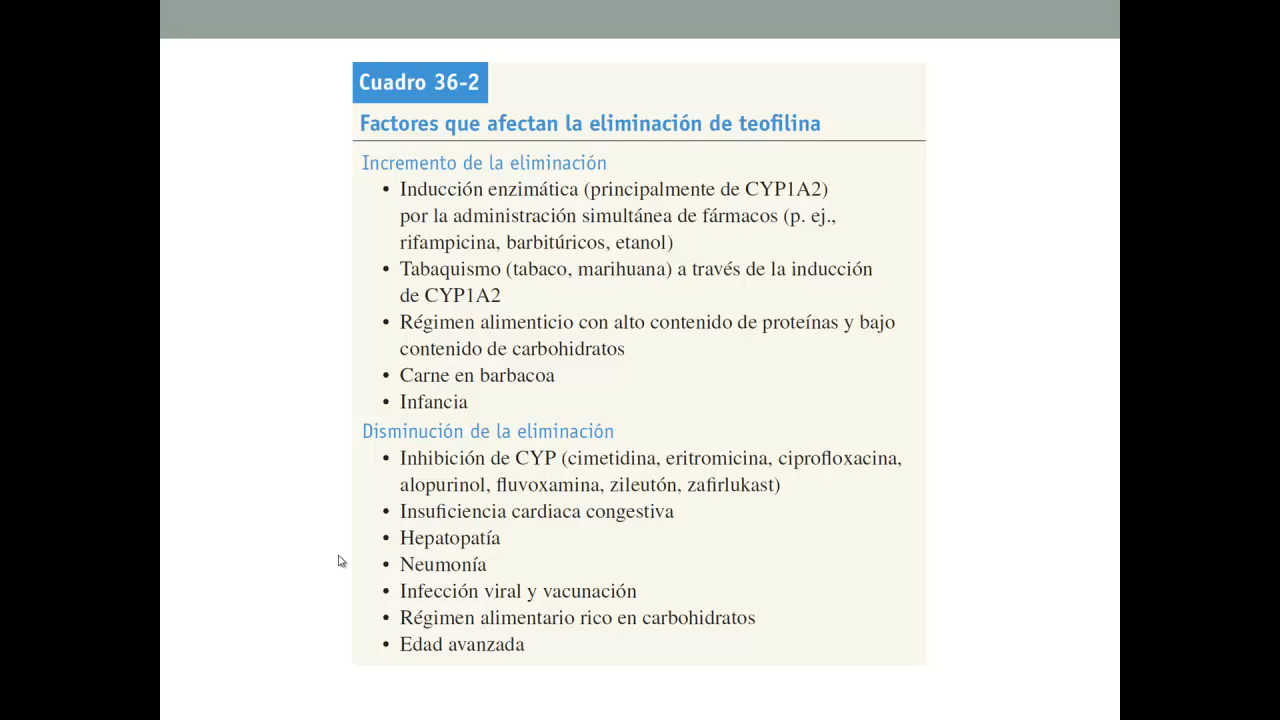 Cuadro 36-2
Factores que afectan la eliminación de teofilina
Incremento de la eliminación
• Inducción enzimática (principalmente de CYP1A2)
por la administración simultánea de fármacos (p. ej.,
rifampicina, barbitúricos, etanol)
• Tabaquismo (tabaco, marihuana) a través de la inducción
de CYP1A2
• Régimen alimenticio con alto contenido de proteínas y bajo
contenido de carbohidratos
• Carne en barbacoa
• Infancia
Disminución de la eliminación
• Inhibición de CYP (cimetidina, eritromicina, ciprofloxacina,
alopurinol, fluvoxamina, zileutón, zafirlukast)
• Insuficiencia cardiaca congestiva
• Hepatopatía
• Neumonía
• Infección viral y vacunación
• Régimen alimentario rico en carbohidratos
• Edad avanzada